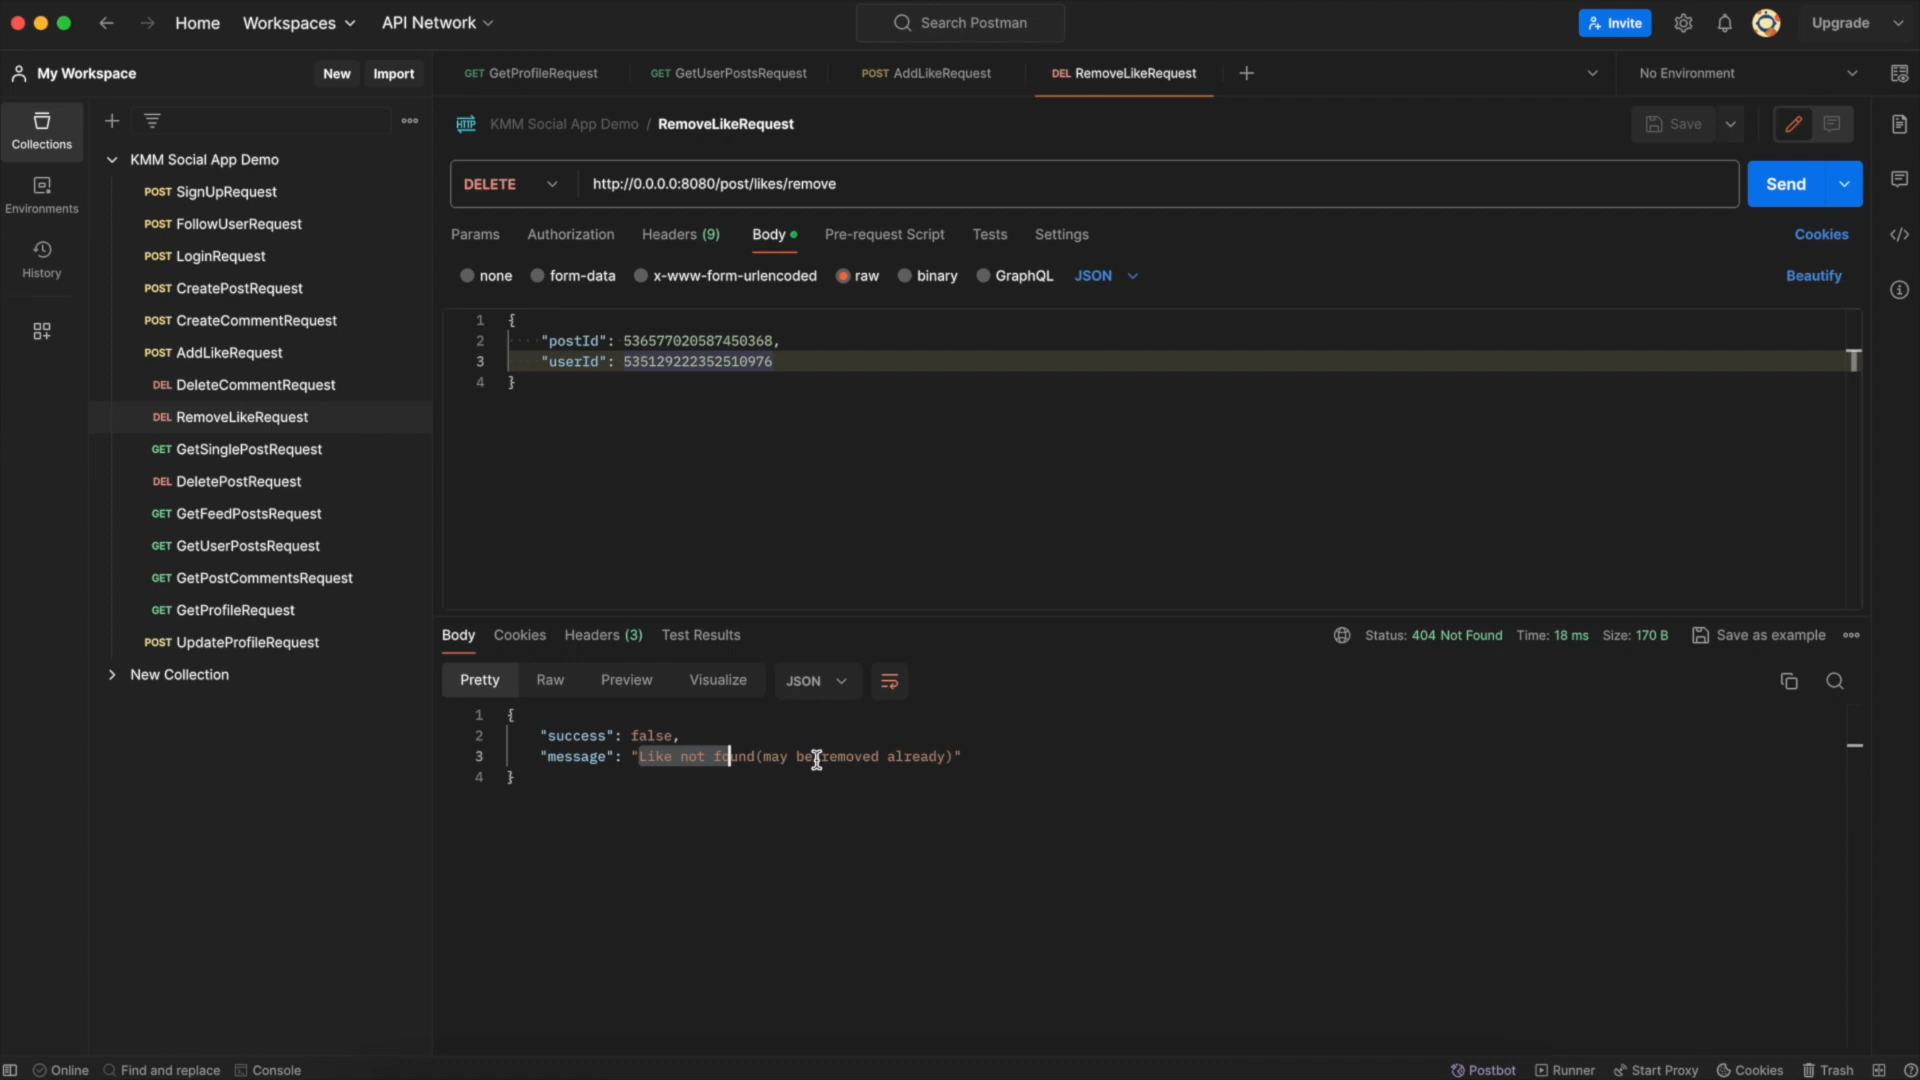 Home Workspaces API Network Search Postman Invite Upgrade
My Workspace New Import GET GetProfileRequest GET GetUserPostsRequest POST AddLikeRequest DEL RemoveLikeRequest No Environment
Collections
Environments
History
KMM Social App Demo
POST SignUpRequest
POST FollowUserRequest
POST LoginRequest
POST CreatePostRequest
POST CreateCommentRequest
POST AddLikeRequest
DEL DeleteCommentRequest
DEL RemoveLikeRequest
GET GetSinglePostRequest
DEL DeletePostRequest
GET GetFeedPostsRequest
GET GetUserPostsRequest
GET GetPostCommentsRequest
GET GetProfileRequest
POST UpdateProfileRequest
New Collection
HTTP KMM Social App Demo / RemoveLikeRequest Save
DELETE http://0.0.0.0:8080/post/likes/remove Send
Params Authorization Headers (9) Body Pre-request Script Tests Settings Cookies
none form-data x-www-form-urlencoded raw binary GraphQL JSON Beautify
1 {
2 "postId": 536577020587450368,
3 "userId": 535129222352510976
4 }
Body Cookies Headers (3) Test Results Status: 404 Not Found Time: 18 ms Size: 170 B Save as example
Pretty Raw Preview Visualize JSON
1 {
2 "success": false,
3 "message": "Like not found(may be removed already)"
4 }
Online Find and replace Console Postbot Runner Start Proxy Cookies Trash